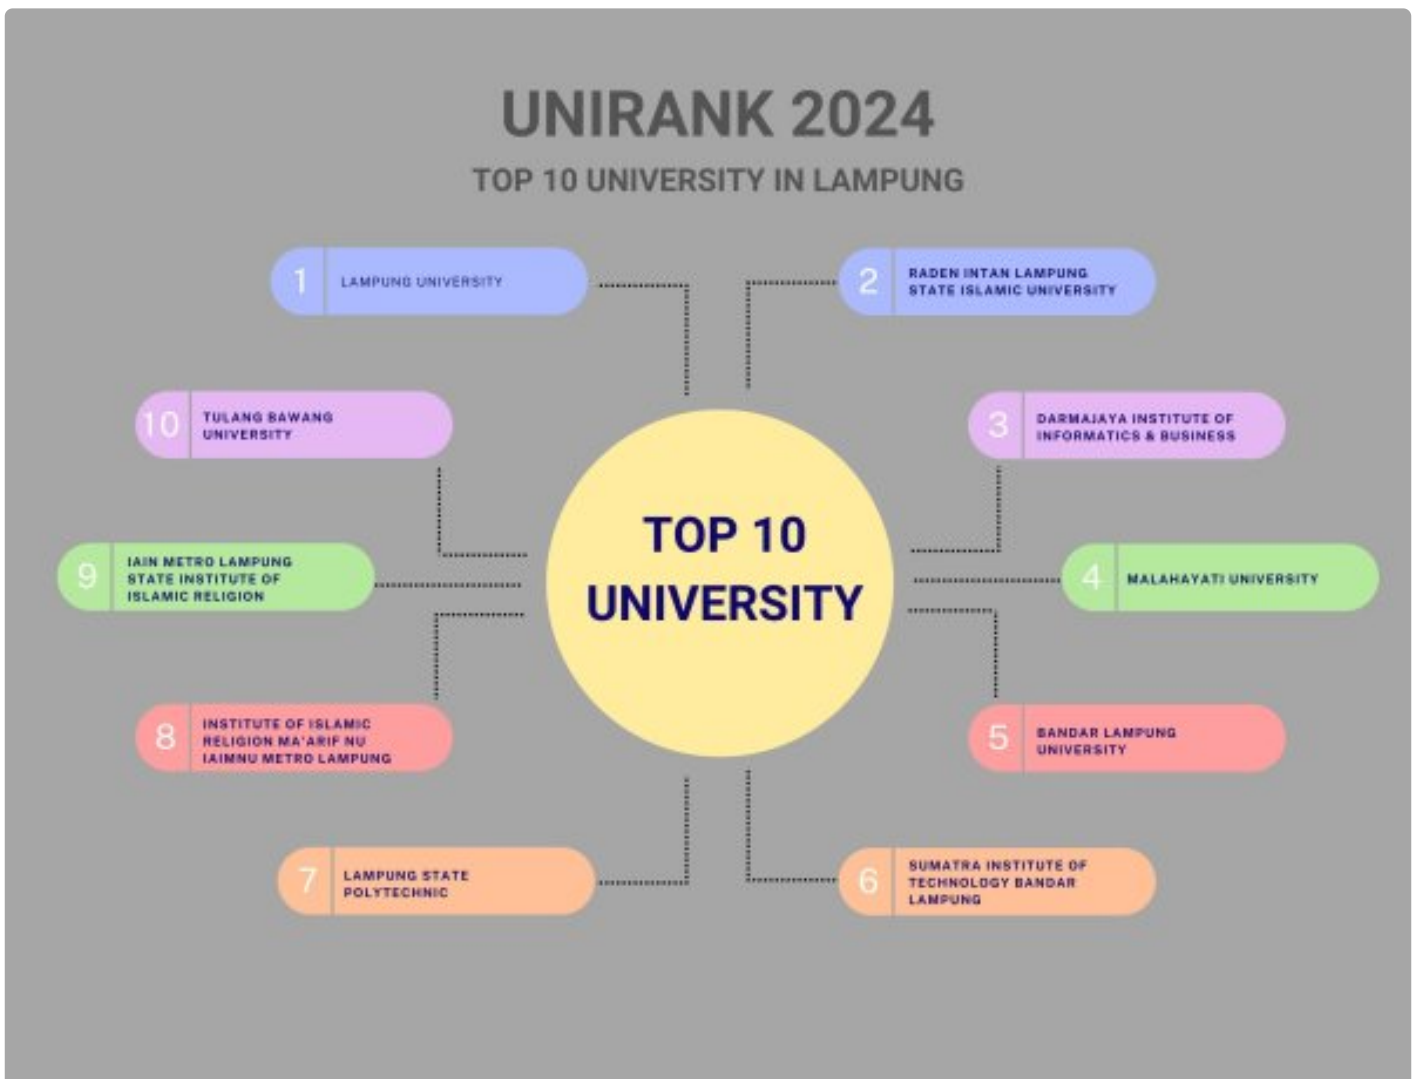 UNIRANK 2024
TOP 10 UNIVERSITY IN LAMPUNG
1
LAMPUNG UNIVERSITY
2
RADEN INTAN LAMPUNG
STATE ISLAMIC UNIVERSITY
3
DARMAJAYA INSTITUTE OF
INFORMATICS & BUSINESS
4
MALAHAYATI UNIVERSITY
5
BANDAR LAMPUNG
UNIVERSITY
6
SUMATRA INSTITUTE OF
TECHNOLOGY BANDAR
LAMPUNG
7
LAMPUNG STATE
POLYTECHNIC
8
INSTITUTE OF ISLAMIC
RELIGION MA'ARIF NU
IAIMNU METRO LAMPUNG
9
IAIN METRO LAMPUNG
STATE INSTITUTE OF
ISLAMIC RELIGION
10
TULANG BAWANG
UNIVERSITY
TOP 10
UNIVERSITY